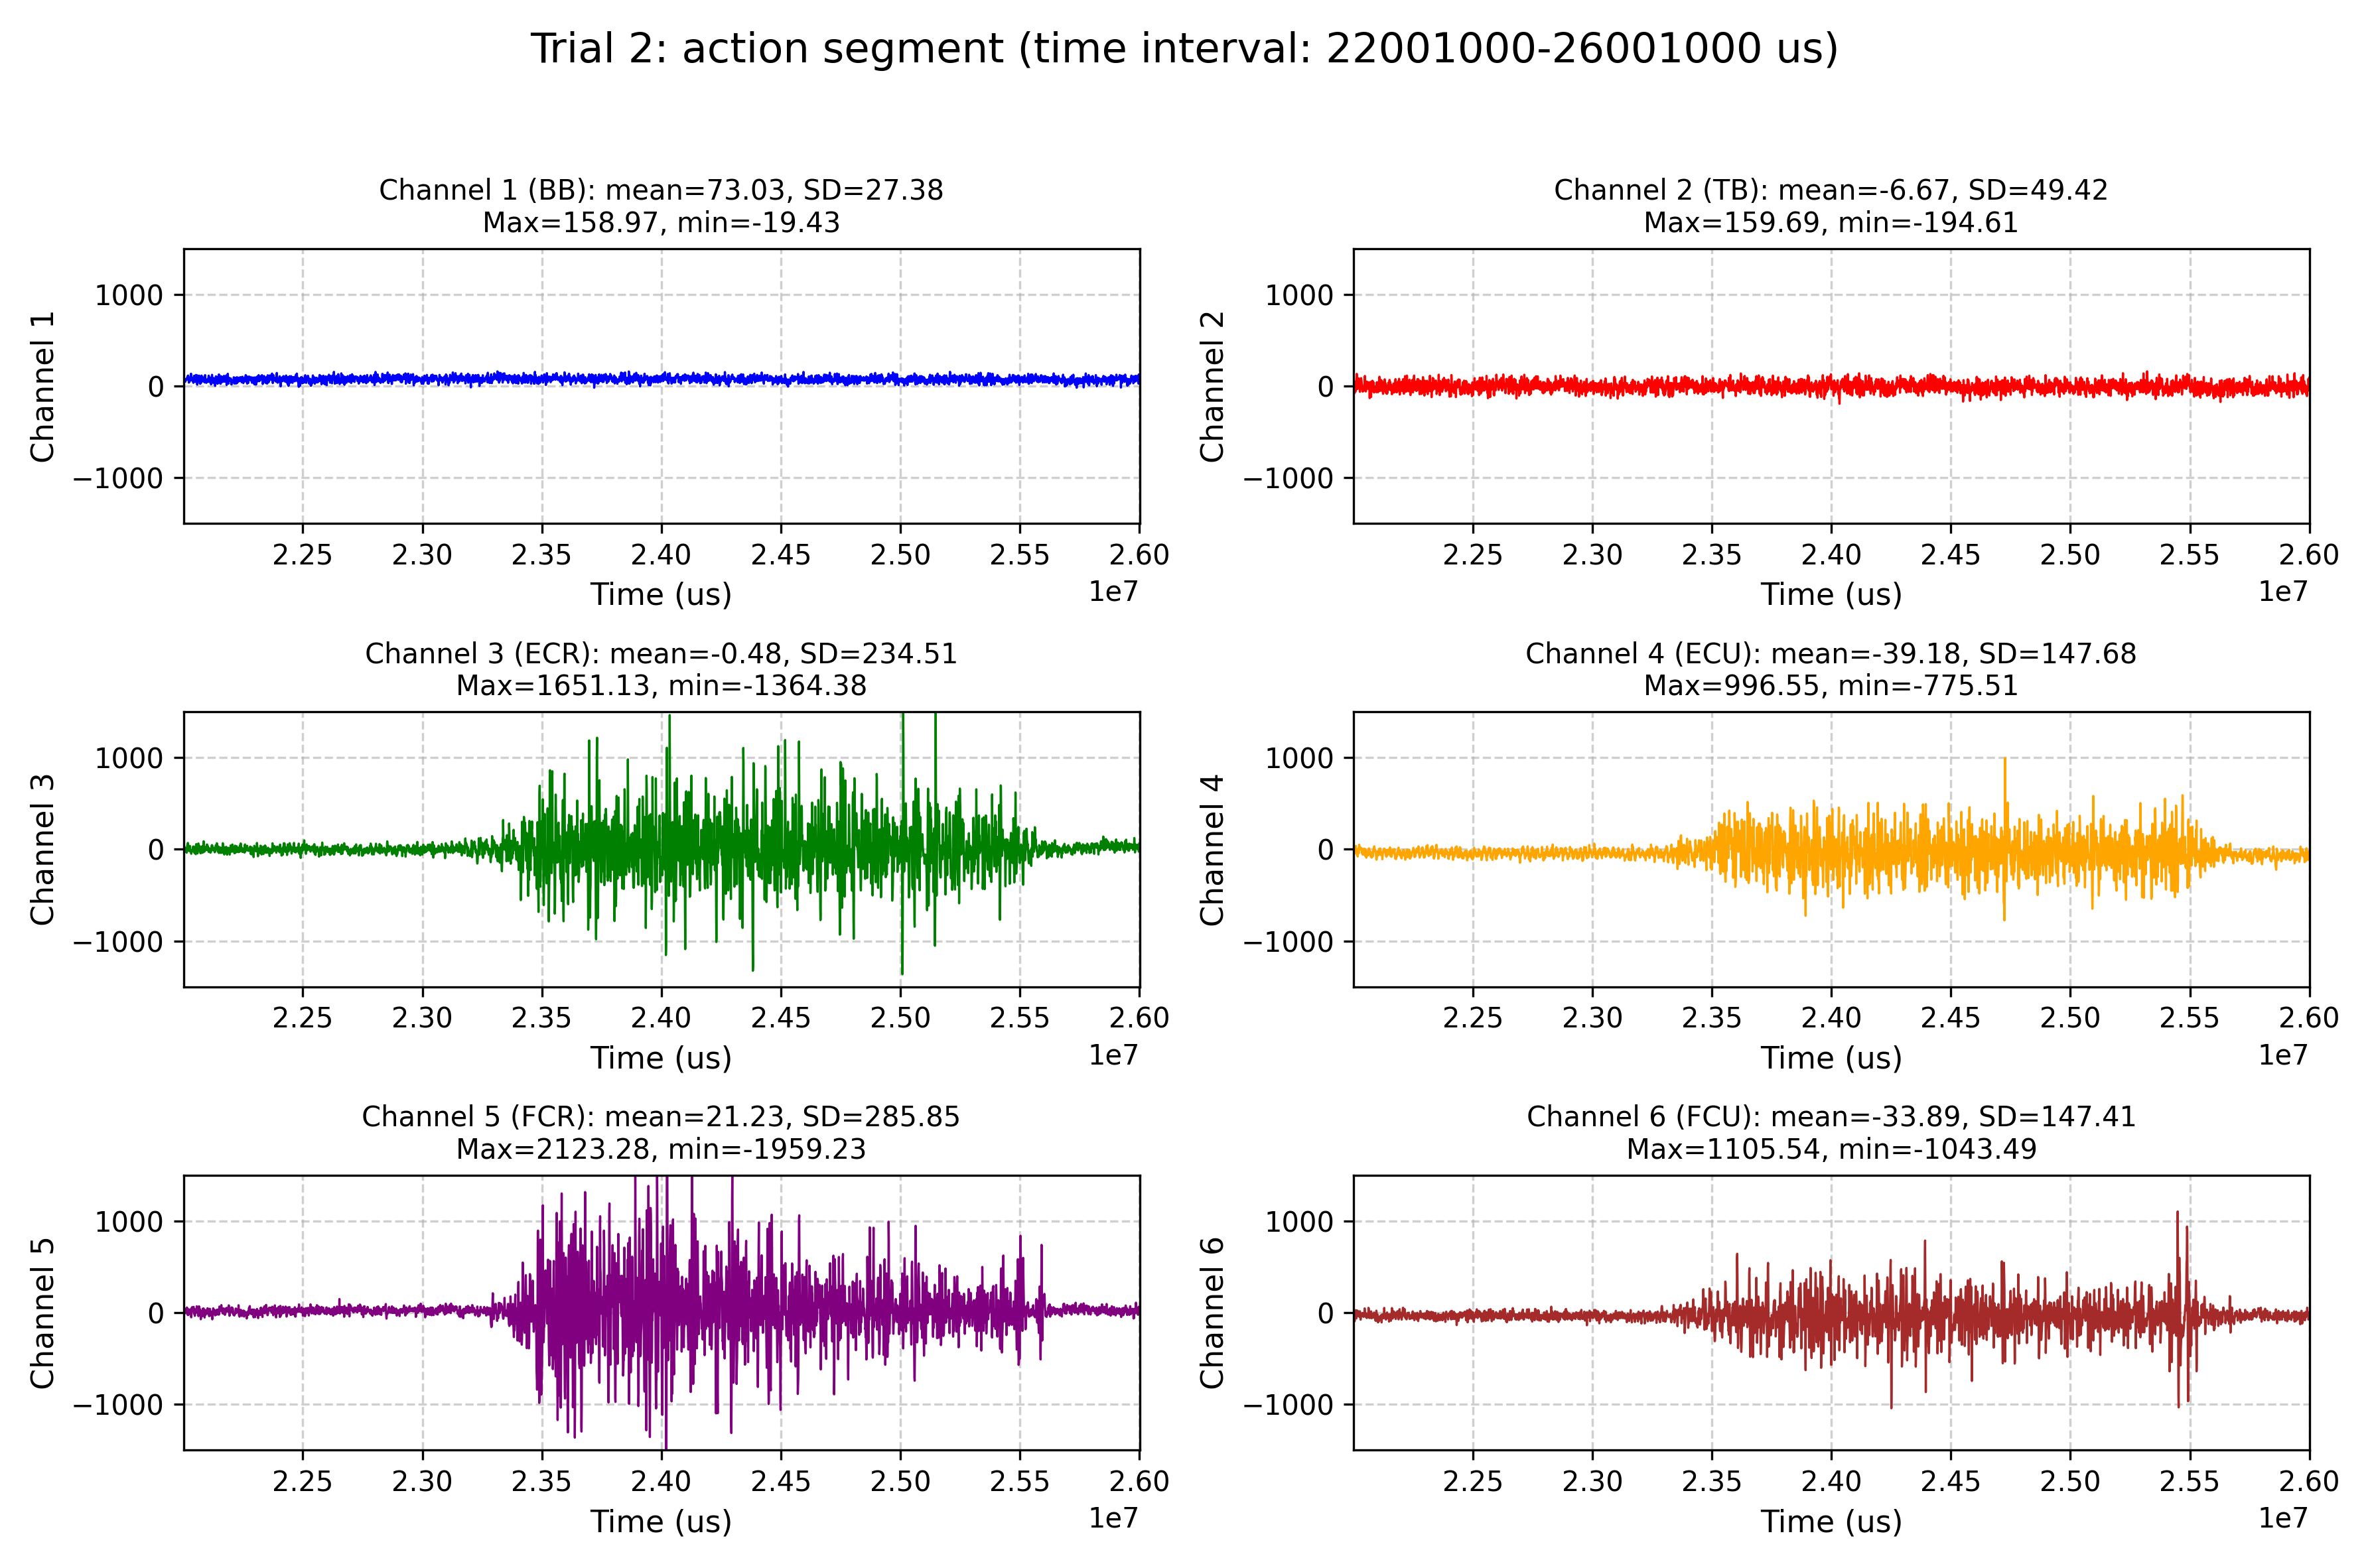 Trial 2: action segment (time interval: 22001000-26001000 us)
Channel 1 (BB): mean=73.03, SD=27.38
Max=158.97, min=-19.43
Channel 1
1000
0
−1000
2.25 2.30 2.35 2.40 2.45 2.50 2.55 2.60
Time (us)
1e7
Channel 2 (TB): mean=-6.67, SD=49.42
Max=159.69, min=-194.61
Channel 2
1000
0
−1000
2.25 2.30 2.35 2.40 2.45 2.50 2.55 2.60
Time (us)
1e7
Channel 3 (ECR): mean=-0.48, SD=234.51
Max=1651.13, min=-1364.38
Channel 3
1000
0
−1000
2.25 2.30 2.35 2.40 2.45 2.50 2.55 2.60
Time (us)
1e7
Channel 4 (ECU): mean=-39.18, SD=147.68
Max=996.55, min=-775.51
Channel 4
1000
0
−1000
2.25 2.30 2.35 2.40 2.45 2.50 2.55 2.60
Time (us)
1e7
Channel 5 (FCR): mean=21.23, SD=285.85
Max=2123.28, min=-1959.23
Channel 5
1000
0
−1000
2.25 2.30 2.35 2.40 2.45 2.50 2.55 2.60
Time (us)
1e7
Channel 6 (FCU): mean=-33.89, SD=147.41
Max=1105.54, min=-1043.49
Channel 6
1000
0
−1000
2.25 2.30 2.35 2.40 2.45 2.50 2.55 2.60
Time (us)
1e7